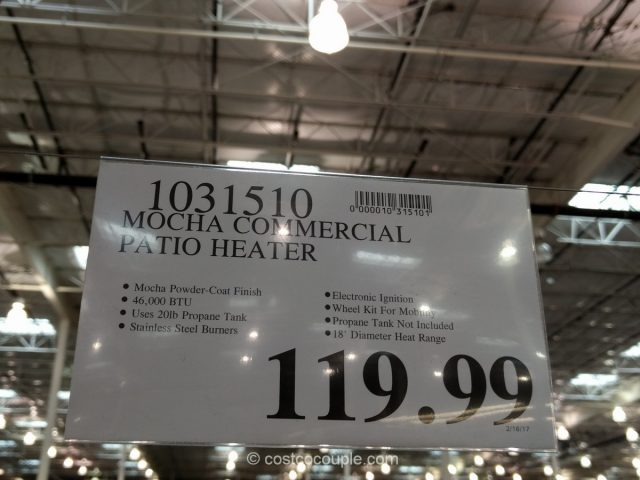 1031510
0"000010"315101"
MOCHA COMMERCIAL
PATIO HEATER
• Mocha Powder-Coat Finish
• 46,000 BTU
• Uses 20lb Propane Tank
• Stainless Steel Burners
• Electronic Ignition
• Wheel Kit For Mobility
• Propane Tank Not Included
• 18' Diameter Heat Range
119.99
2/16/17
© costcocouple.com